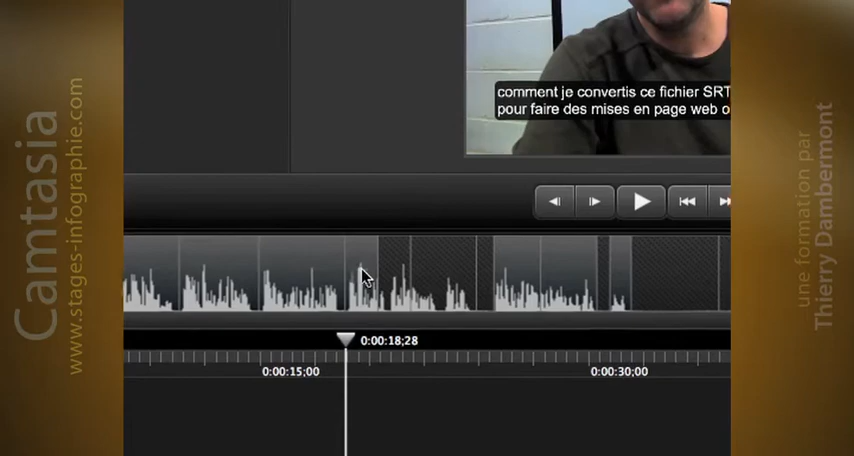 Camtasia
www.stages-infographie.com
comment je convertis ce fichier SRT
pour faire des mises en page web o
0:00:18;28
0:00:15;00
0:00:30;00
une formation par
Thierry Dambermont